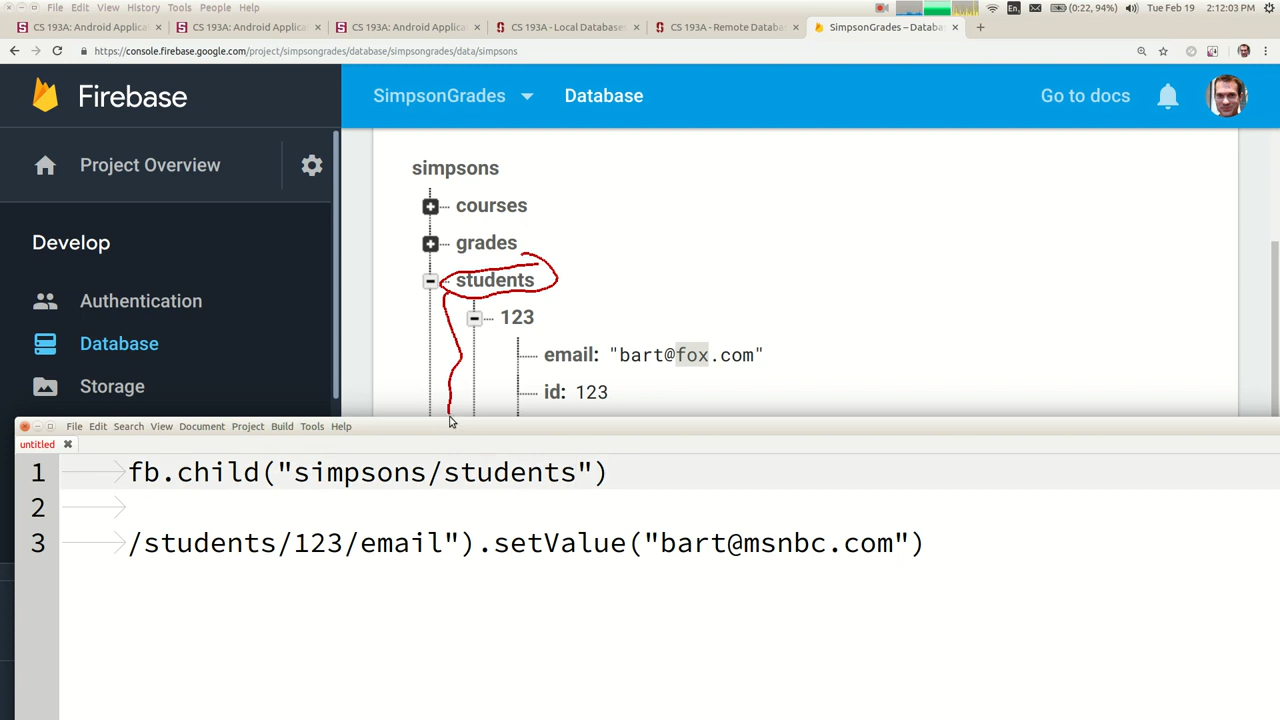 File Edit View History Tools People Help
En (0:22, 94%) Tue Feb 19 2:12:03 PM
CS 193A: Android Applica CS 193A: Android Applica CS 193A: Android Applica CS 193A - Local Databases CS 193A - Remote Databas SimpsonGrades – Databa
https://console.firebase.google.com/project/simpsongrades/database/simpsongrades/data/simpsons
Firebase
SimpsonGrades Database Go to docs
Project Overview
Develop
Authentication
Database
Storage
simpsons
courses
grades
students
123
email: "bart@fox.com"
id: 123
File Edit Search View Document Project Build Tools Help
untitled
1 fb.child("simpsons/students")
2
3 /students/123/email").setValue("bart@msnbc.com")